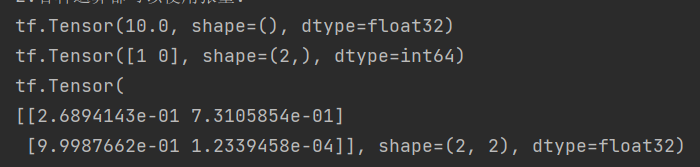 2.各种运算都可以使用张量:
tf.Tensor(10.0, shape=(), dtype=float32)
tf.Tensor([1 0], shape=(2,), dtype=int64)
tf.Tensor(
[[2.6894143e-01 7.3105854e-01]
 [9.9987662e-01 1.2339458e-04]], shape=(2, 2), dtype=float32)